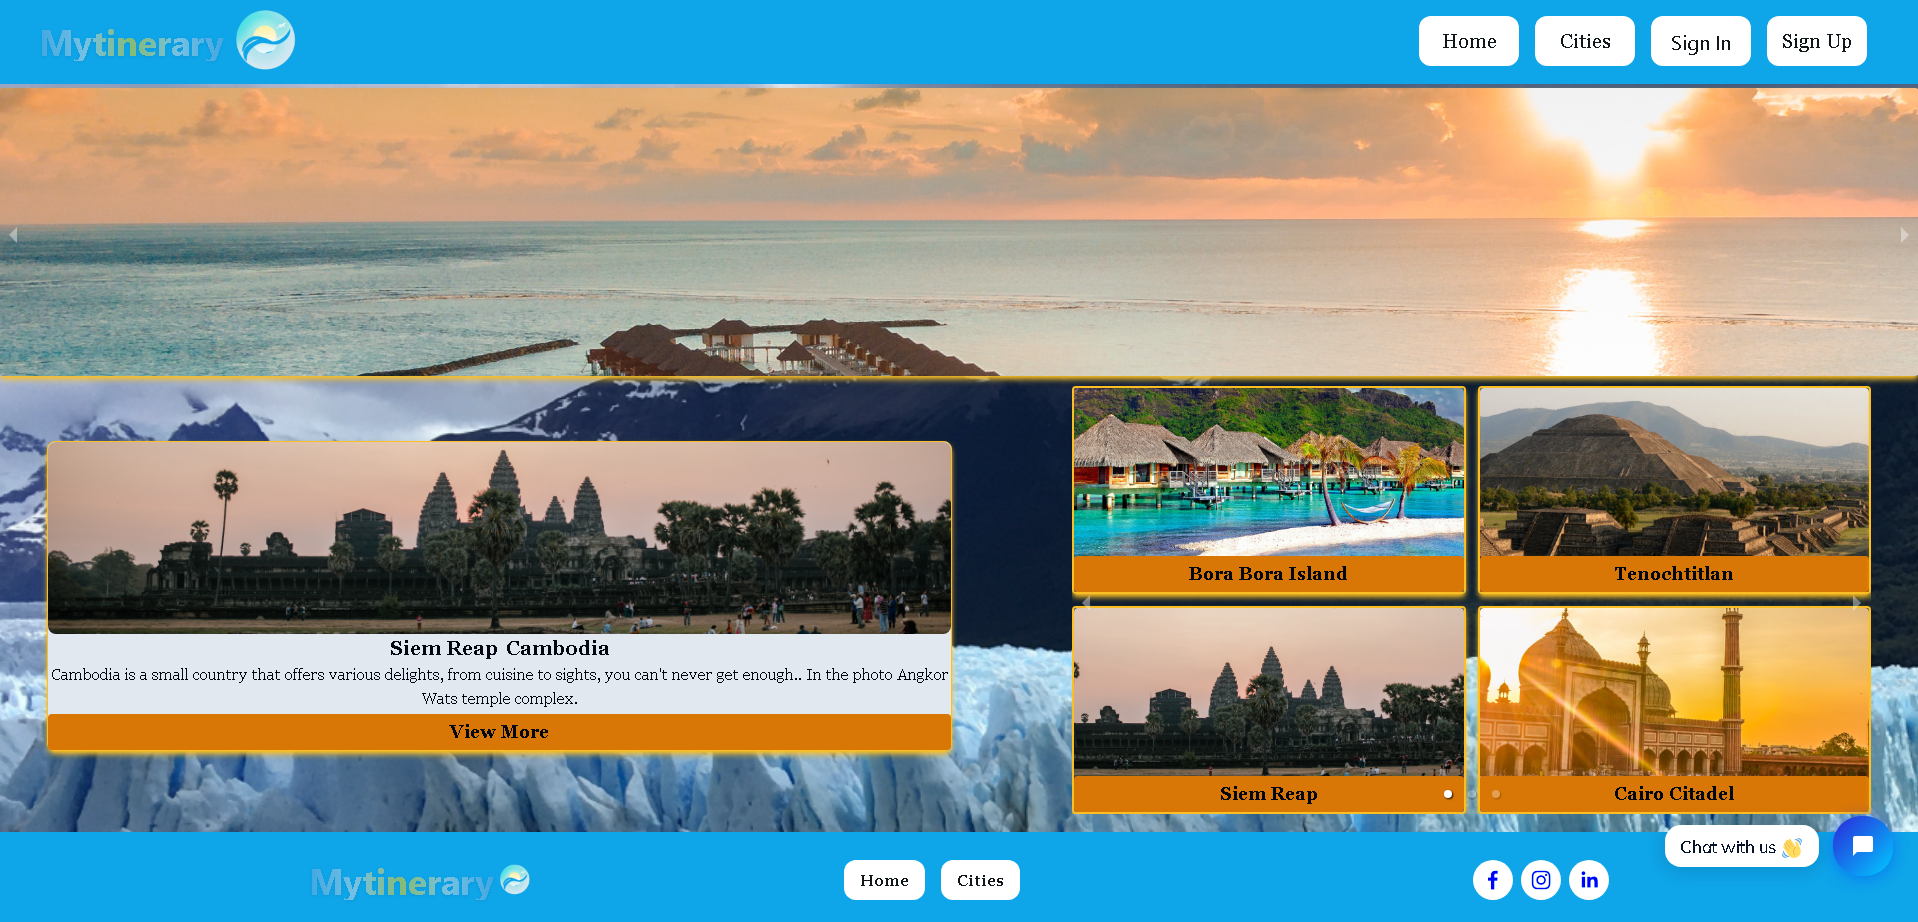 Mytinerary
Home
Cities
Sign In
Sign Up
Siem Reap Cambodia
Cambodia is a small country that offers various delights, from cuisine to sights, you can't never get enough.. In the photo Angkor
Wats temple complex.
View More
Bora Bora Island
Tenochtitlan
Siem Reap
Cairo Citadel
Chat with us 👋
Mytinerary
Home
Cities